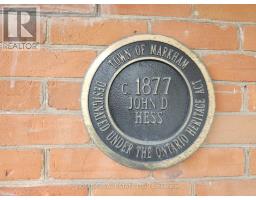 REALTOR
TOWN OF MARKHAM
C. 1877
JOHN D
HESS
DESIGNATED UNDER THE ONTARIO HERITAGE ACT